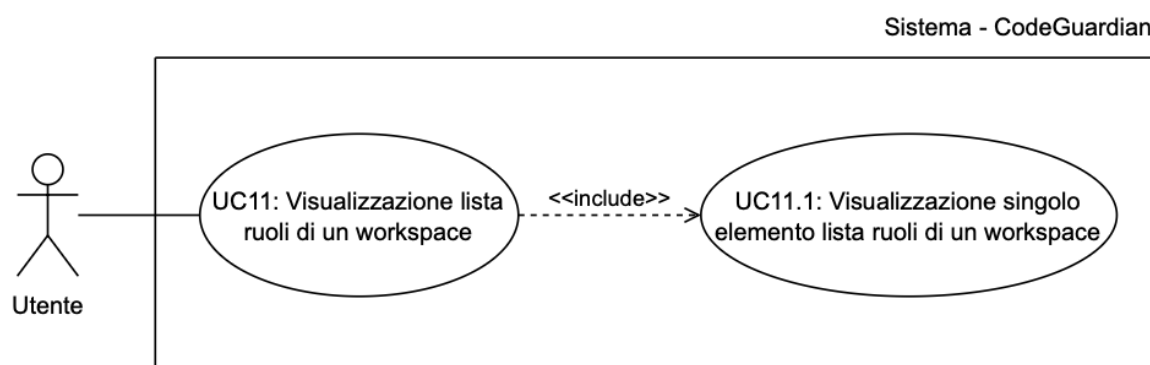 Sistema - CodeGuardian
UC11: Visualizzazione lista
ruoli di un workspace
<<include>>
UC11.1: Visualizzazione singolo
elemento lista ruoli di un workspace
Utente